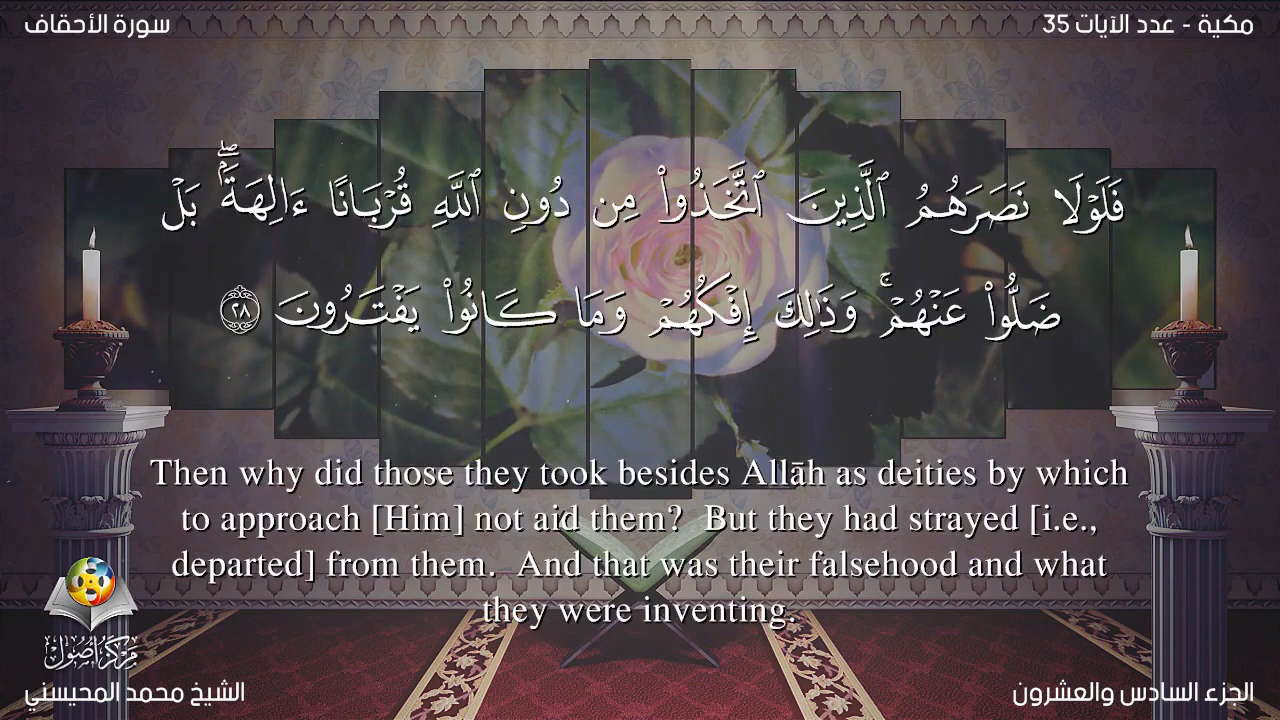 سورة الأحقاف
مكية - عدد الآيات 35
فَلَوْلَا نَصَرَهُمُ ٱلَّذِينَ ٱتَّخَذُوا۟ مِن دُونِ ٱللَّهِ قُرْبَانًا ءَالِهَةًۢ ۖ بَلْ
ضَلُّوا۟ عَنْهُمْ ۚ وَذَٰلِكَ إِفْكُهُمْ وَمَا كَانُوا۟ يَفْتَرُونَ ٢٨
Then why did those they took besides Allāh as deities by which
to approach [Him] not aid them?  But they had strayed [i.e.,
departed] from them.  And that was their falsehood and what
they were inventing.
مركز أصول
الشيخ محمد المحيسني
الجزء السادس والعشرون